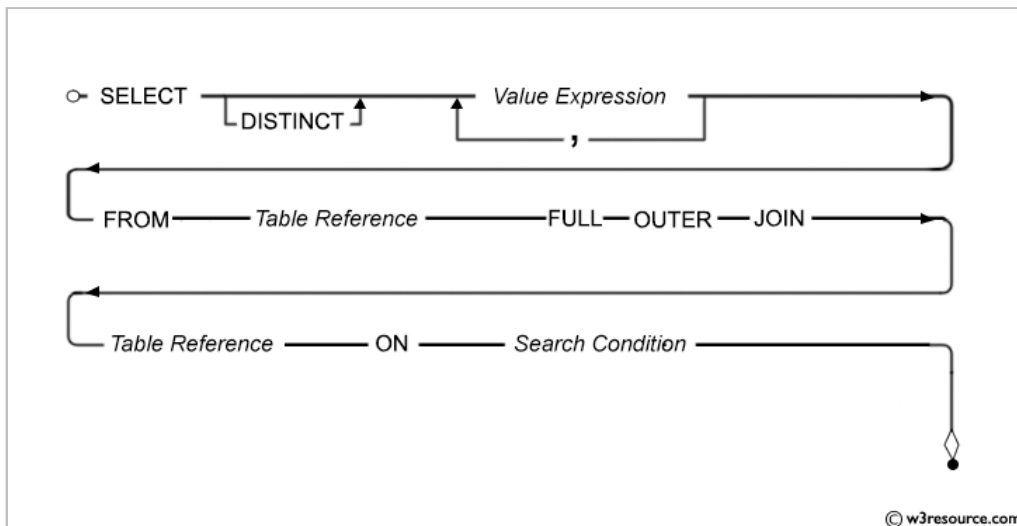 SELECT Value Expression
DISTINCT ,
FROM Table Reference FULL OUTER JOIN
Table Reference ON Search Condition
© w3resource.com